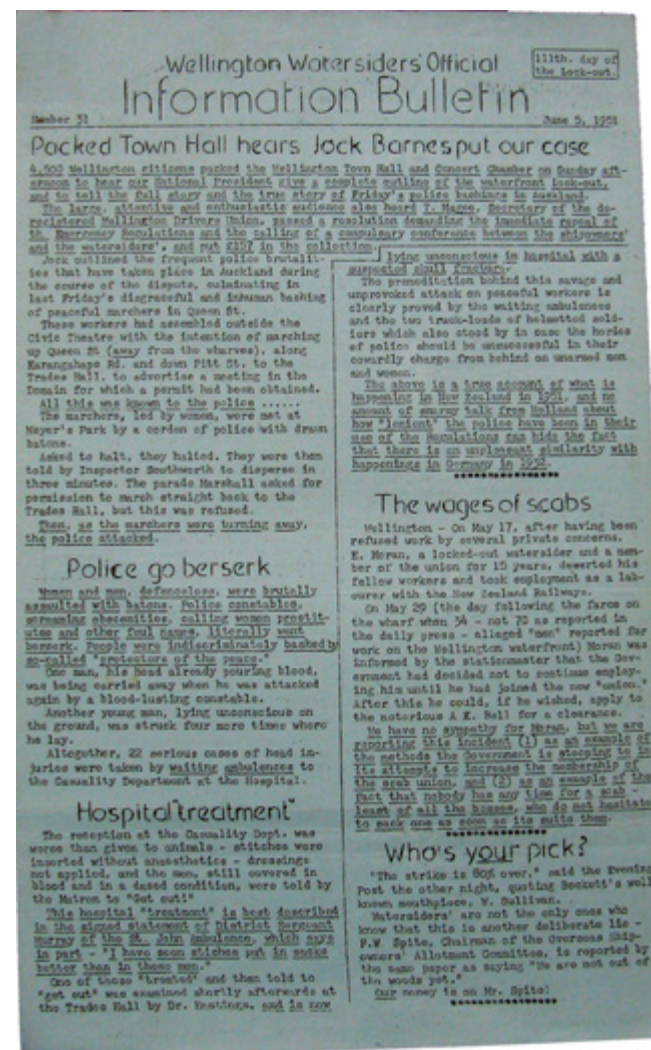 Wellington Watersiders' Official
111th. day of
the lock-out.
Information Bulletin
Number 31
June 5, 1951
Packed Town Hall hears Jock Barnes put our case
4,500 Wellington citizens packed the Wellington Town Hall and Concert Chamber on Sunday aft-
ernoon to hear our National President give a complete outline of the waterfront lock-out,
and to tell the full story and the true story of Friday's police bashings in Auckland.
The large, attentive and enthusiastic audience also heard T. Magee, Secretary of the de-
registered Wellington Drivers Union, passed a resolution demanding the immediate repeal of
the Emergency Regulations and the calling of a compulsory conference between the shipowners'
and the watersiders', and put £157 in the collection.
Jock outlined the frequent police brutalit-
ies that have taken place in Auckland during
the course of the dispute, culminating in
last Friday's disgraceful and inhuman bashing
of peaceful marchers in Queen St.
These workers had assembled outside the
Civic Theatre with the intention of marching
up Queen St (away from the wharves), along
Karangahape Rd. and down Pitt St. to the
Trades Hall, to advertise a meeting in the
Domain for which a permit had been obtained.
All this was known to the police ......
The marchers, led by women, were met at
Meyer's Park by a cordon of police with drawn
batons.
Asked to halt, they halted. They were then
told by Inspector Southworth to disperse in
three minutes. The parade Marshall asked for
permission to march straight back to the
Trades Hall, but this was refused.
Then, as the marchers were turning away,
the police attacked.
Police go berserk
Women and men, defenceless, were brutally
assaulted with batons. Police constables,
screaming obscenities, calling women prostit-
utes and other foul names, literally went
berserk. People were indiscriminately bashed by
so-called "protectors of the peace."
One man, his head already pouring blood,
was being carried away when he was attacked
again by a blood-lusting constable.
Another young man, lying unconscious on
the ground, was struck four more times where
he lay.
Altogether, 22 serious cases of head in-
juries were taken by waiting ambulances to
the Casuality Department at the Hospital.
Hospital "treatment"
The reception at the Casuality Dept. was
worse than given to animals - stitches were
inserted without anaesthetics - dressings
not applied, and the men, still covered in
blood and in a dazed condition, were told by
the Matron to "Get out!"
This hospital "treatment" is best described
in the signed statement of District Sergeant
Murray of the St. John Ambulance, which says
in part - "I have seen stiches put in
better than in these men."
One of those "treated" and then told to
"get out" was examined shortly afterwards at
the Trades Hall by Dr. Hastings, and is now
lying unconscious in hospital with a
suspected skull fracture.
The premeditation behind this savage and
unprovoked attack on peaceful workers is
clearly proved by the waiting ambulances
and the two truck-loads of helmetted sold-
iers which also stood by in case the hordes
of police should be unsuccessful in their
cowardly charge from behind on unarmed men
and women.
The above is a true account of what is
happening in New Zealand in 1951, and no
amount of smarmy talk from Holland about
how "lenient" the police have been in their
use of the Regulations can hide the fact
that there is an unpleasant similarity with
happenings in Germany in 1932.
The wages of scabs
Wellington - On May 17, after having been
refused work by several private concerns,
E. Moran, a locked-out watersider and a mem-
ber of the union for 15 years, deserted his
fellow workers and took employment as a lab-
ourer with the New Zealand Railways.
On May 29 (the day following the farce on
the wharf when 34 - not 70 as reported in
the daily press - alleged "men" reported for
work on the Wellington waterfront) Moran was
informed by the stationmaster that the Gov-
ernment had decided not to continue employ-
ing him until he had joined the new "union."
After this he could, if he wished, apply to
the notorious A.K. Bell for a clearance.
We have no sympathy for Moran, but we are
reporting this incident (1) as an example of
the methods the Government is stooping to in
its attempts to increase the membership of
the scab union, and (2) as an example of the
fact that nobody has any time for a scab -
least of all the bosses, who do not hesitate
to sack one as soon as its suits them.
Who's your pick?
"The strike is 80% over," said the Evening
Post the other night, quoting Bockett's well
known mouthpiece, W. Sullivan.
Watersiders' are not the only ones who
know that this is another deliberate lie -
F.W. Spite, Chairman of the Overseas Ship-
owners' Allotment Committee, is reported by
the same paper as saying "We are not out of
the woods yet."
Our money is on Mr. Spite!